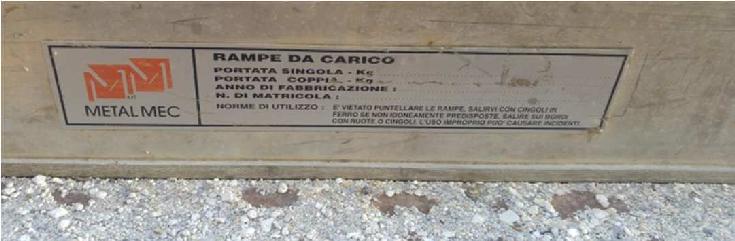 METALMEC
RAMPE DA CARICO
PORTATA SINGOLA - Kg
PORTATA COPPIA - Kg
ANNO DI FABBRICAZIONE :
N. DI MATRICOLA :
NORME DI UTILIZZO : E' VIETATO PUNTELLARE LE RAMPE, SALIRVI CON CINGOLI IN
FERRO SE NON IDONEAMENTE PREDISPOSTE, SALIRE SUI BORDI
CON RUOTE O CINGOLI. L'USO IMPROPRIO PUO' CAUSARE INCIDENTI.